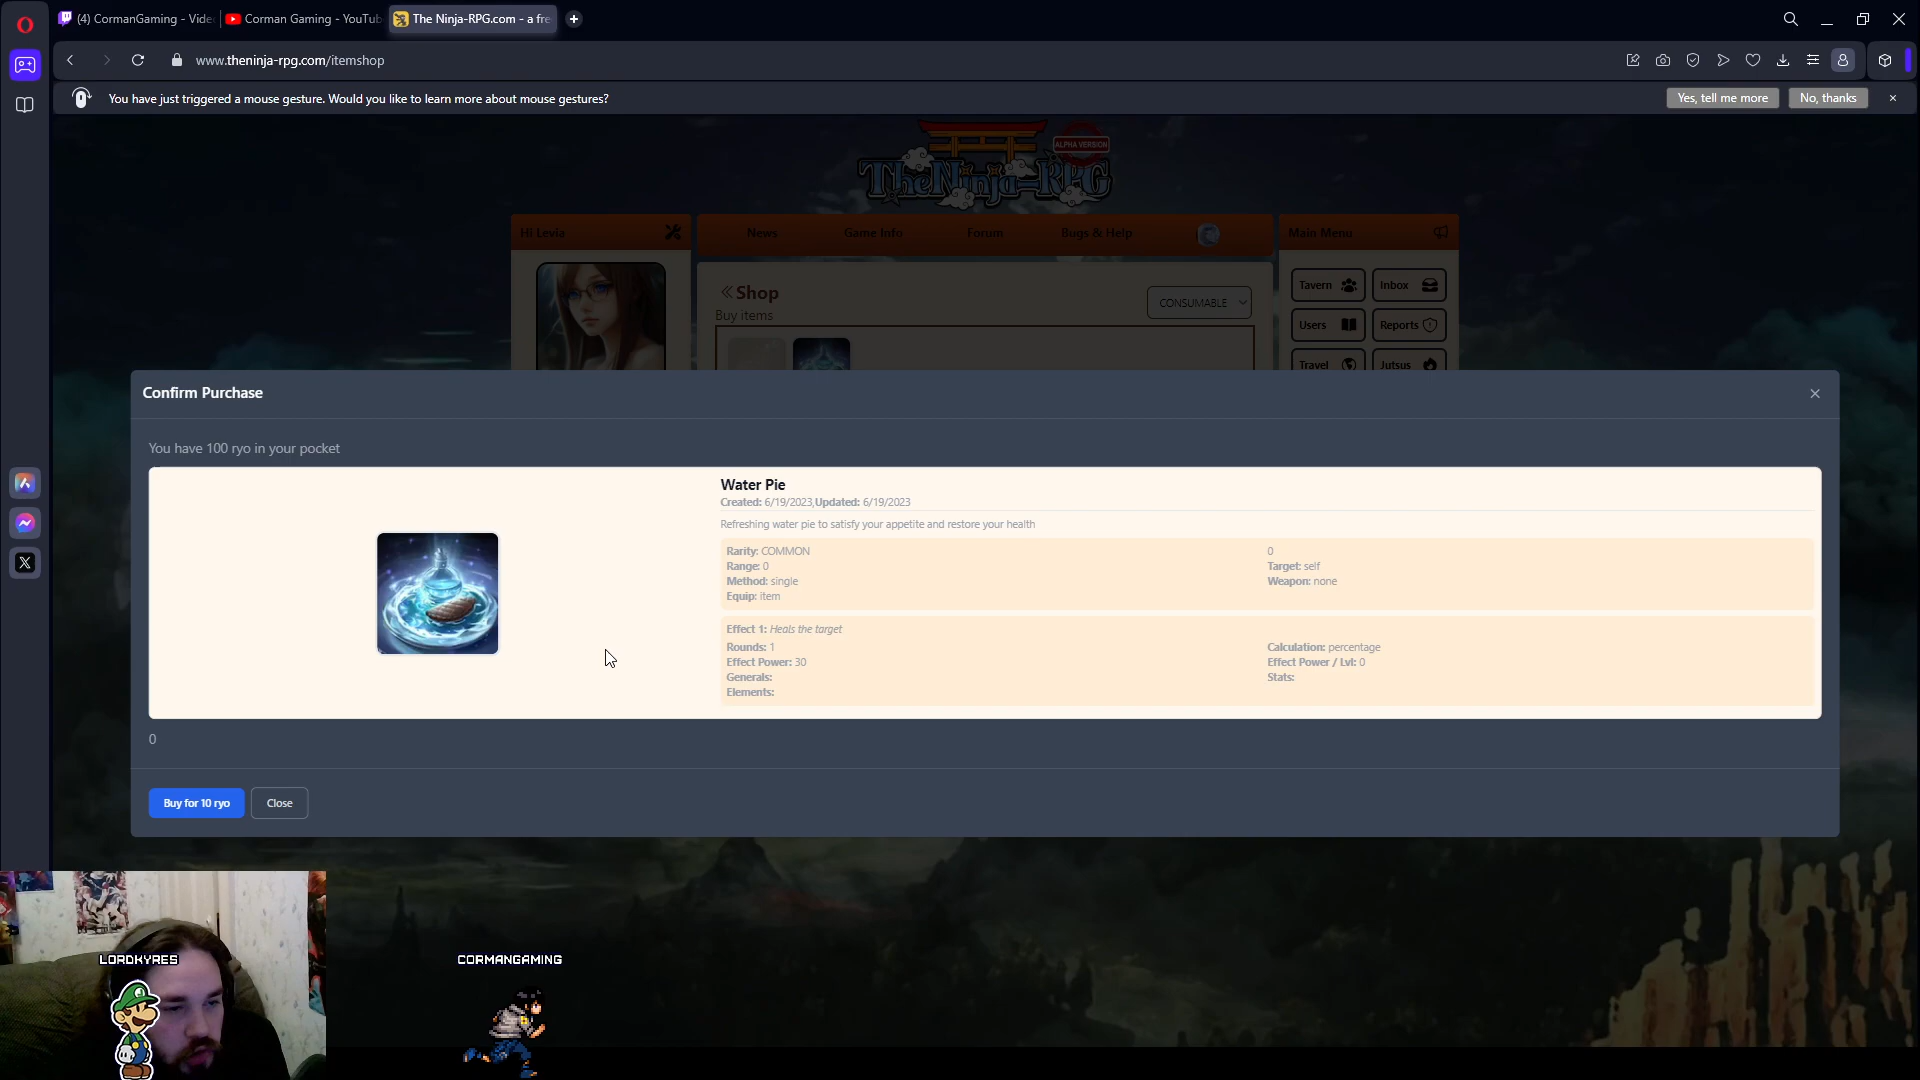 (4) CormanGaming - Vide
Corman Gaming - YouTub
The Ninja-RPG.com - a fre
www.theninja-rpg.com/itemshop
You have just triggered a mouse gesture. Would you like to learn more about mouse gestures?
Yes, tell me more
No, thanks
ALPHA VERSION
TheNinja-RPG
Hi Levia
News
Game Info
Forum
Bugs & Help
Main Menu
Shop
Buy items
CONSUMABLE
Tavern
Inbox
Users
Reports
Travel
Jutsus
Confirm Purchase
You have 100 ryo in your pocket
Water Pie
Created: 6/19/2023,Updated: 6/19/2023
Refreshing water pie to satisfy your appetite and restore your health
Rarity: COMMON
0
Range: 0
Target: self
Method: single
Weapon: none
Equip: item
Effect 1: Heals the target
Rounds: 1
Calculation: percentage
Effect Power: 30
Effect Power / Lvl: 0
Generals:
Stats:
Elements:
0
Buy for 10 ryo
Close
LORDKYRES
CORMANGAMING